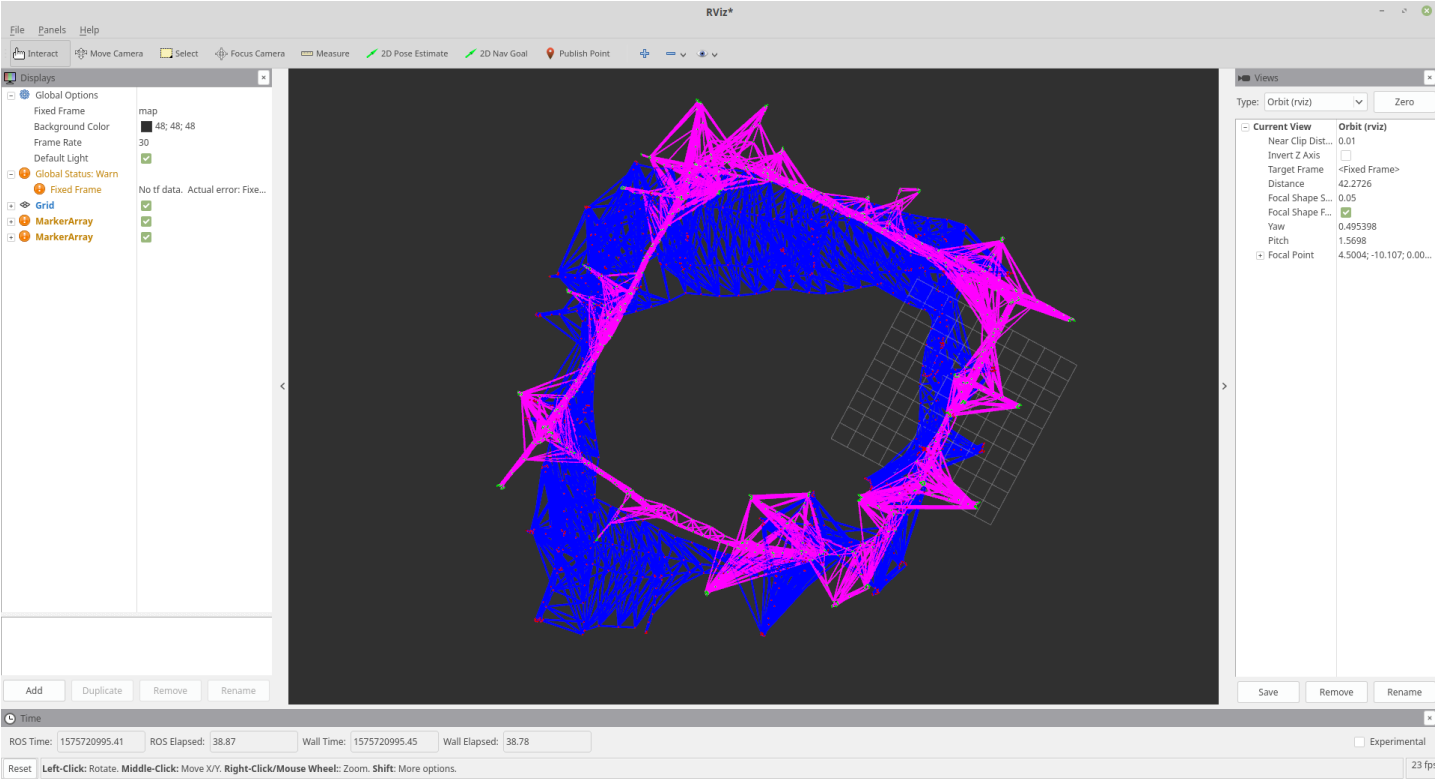 RViz*
File Panels Help
Interact Move Camera Select Focus Camera Measure 2D Pose Estimate 2D Nav Goal Publish Point
Displays
Global Options
Fixed Frame map
Background Color 48; 48; 48
Frame Rate 30
Default Light
Global Status: Warn
Fixed Frame No tf data. Actual error: Fixe...
Grid
MarkerArray
MarkerArray
Add Duplicate Remove Rename
Views
Type: Orbit (rviz) Zero
Current View Orbit (rviz)
Near Clip Dist... 0.01
Invert Z Axis
Target Frame <Fixed Frame>
Distance 42.2726
Focal Shape S... 0.05
Focal Shape F...
Yaw 0.495398
Pitch 1.5698
Focal Point 4.5004; -10.107; 0.00...
Save Remove Rename
Time
ROS Time: 1575720995.41 ROS Elapsed: 38.87 Wall Time: 1575720995.45 Wall Elapsed: 38.78 Experimental
Reset Left-Click: Rotate. Middle-Click: Move X/Y. Right-Click/Mouse Wheel:: Zoom. Shift: More options. 23 fps